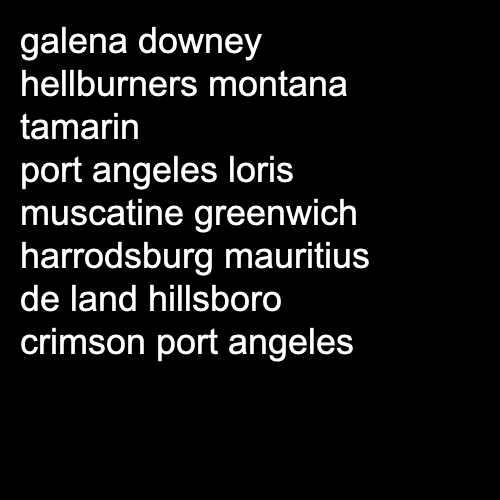 galena downey
hellburners montana
tamarin
port angeles loris
muscatine greenwich
harrodsburg mauritius
de land hillsboro
crimson port angeles